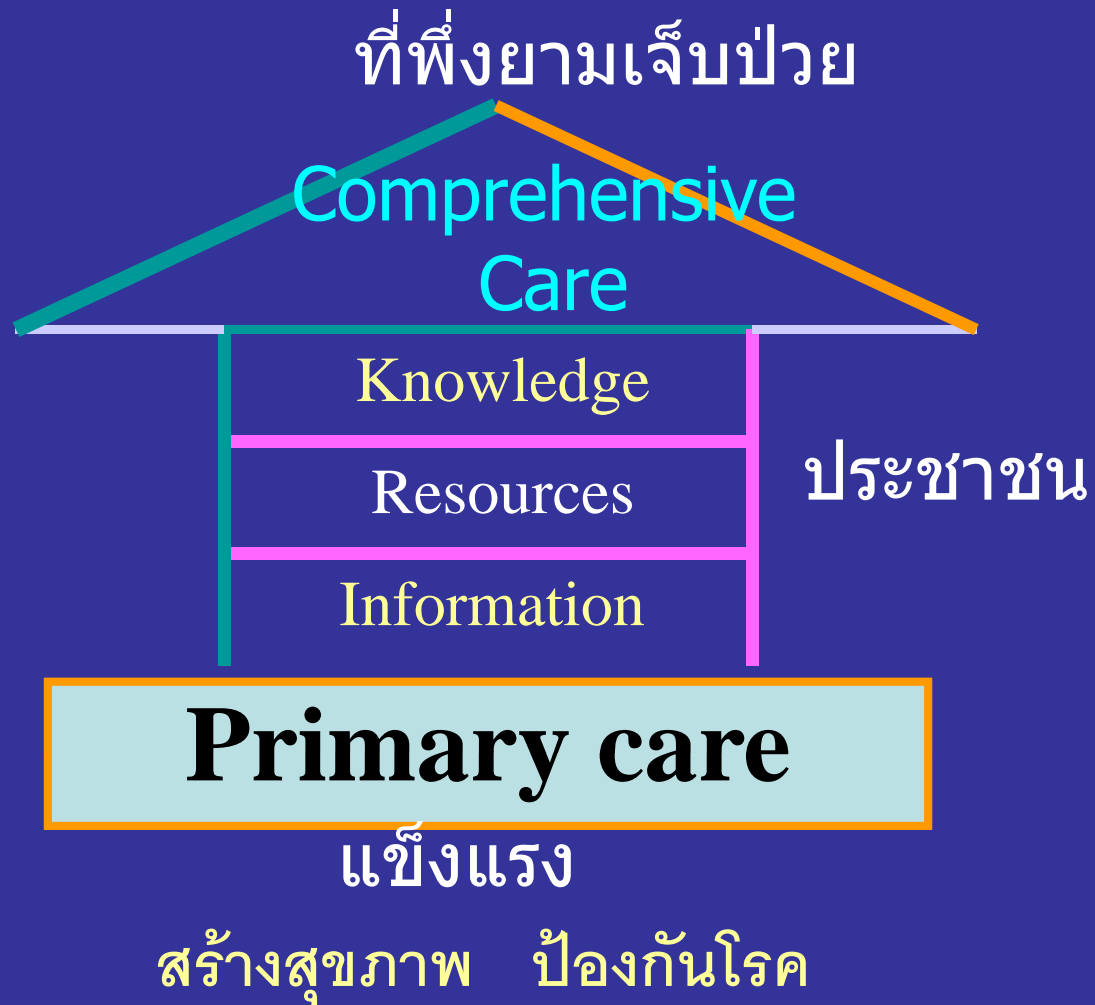 ที่พึ่งยามเจ็บป่วย
Comprehensive
Care
Knowledge
Resources
ประชาชน
Information
Primary care
แข็งแรง
สร้างสุขภาพ ป้องกันโรค